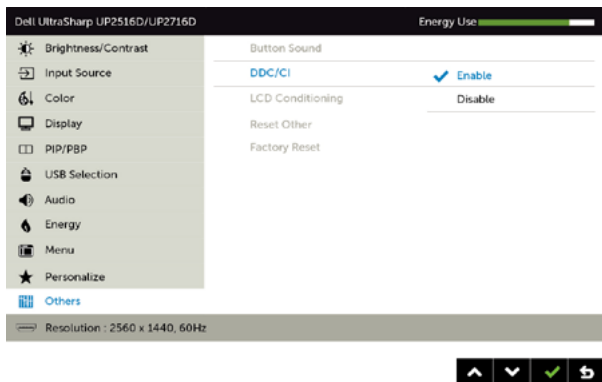 Dell UltraSharp UP2516D/UP2716D Energy Use
Brightness/Contrast Button Sound
Input Source DDC/CI Enable
Color LCD Conditioning Disable
Display Reset Other
PIP/PBP Factory Reset
USB Selection
Audio
Energy
Menu
Personalize
Others
Resolution : 2560 x 1440, 60Hz